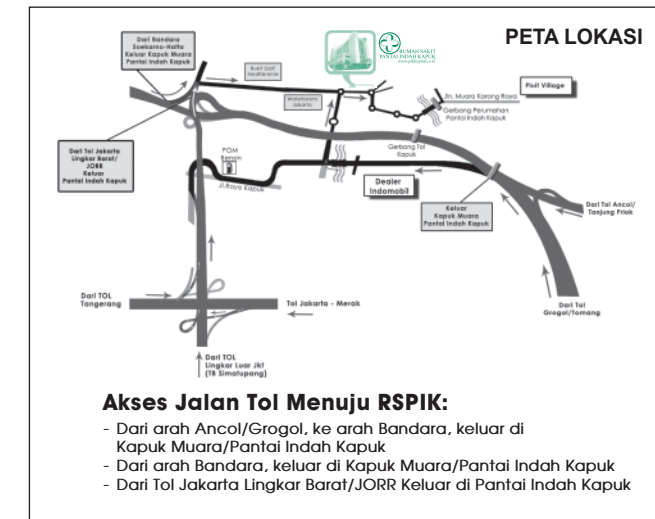 PETA LOKASI
Dari Bandara
Soekarno-Hatta
Keluar Kapuk Muara
Pantai Indah Kapuk
RUMAH SAKIT
PANTAI INDAH KAPUK
Bukit Golf
Mediterania
Waterboom
Jakarta
Jln. Muara Karang Raya
Pluit Village
Gerbang Perumahan
Pantai Indah Kapuk
Dari Tol Jakarta
Lingkar Barat/
JORR
Keluar
Pantai Indah Kapuk
POM
Bensin
Jl.Raya Kapuk
Gerbang Tol
Kapuk
Dealer
Indomobil
Keluar
Kapuk Muara
Pantai Indah Kapuk
Dari Tol Ancol/
Tanjung Priok
Dari TOL
Tangerang
Tol Jakarta - Merak
Dari Tol
Grogol/Tomang
Dari TOL
Lingkar Luar Jkt
(TB Simatupang)
Akses Jalan Tol Menuju RSPIK:
- Dari arah Ancol/Grogol, ke arah Bandara, keluar di
Kapuk Muara/Pantai Indah Kapuk
- Dari arah Bandara, keluar di Kapuk Muara/Pantai Indah Kapuk
- Dari Tol Jakarta Lingkar Barat/JORR Keluar di Pantai Indah Kapuk